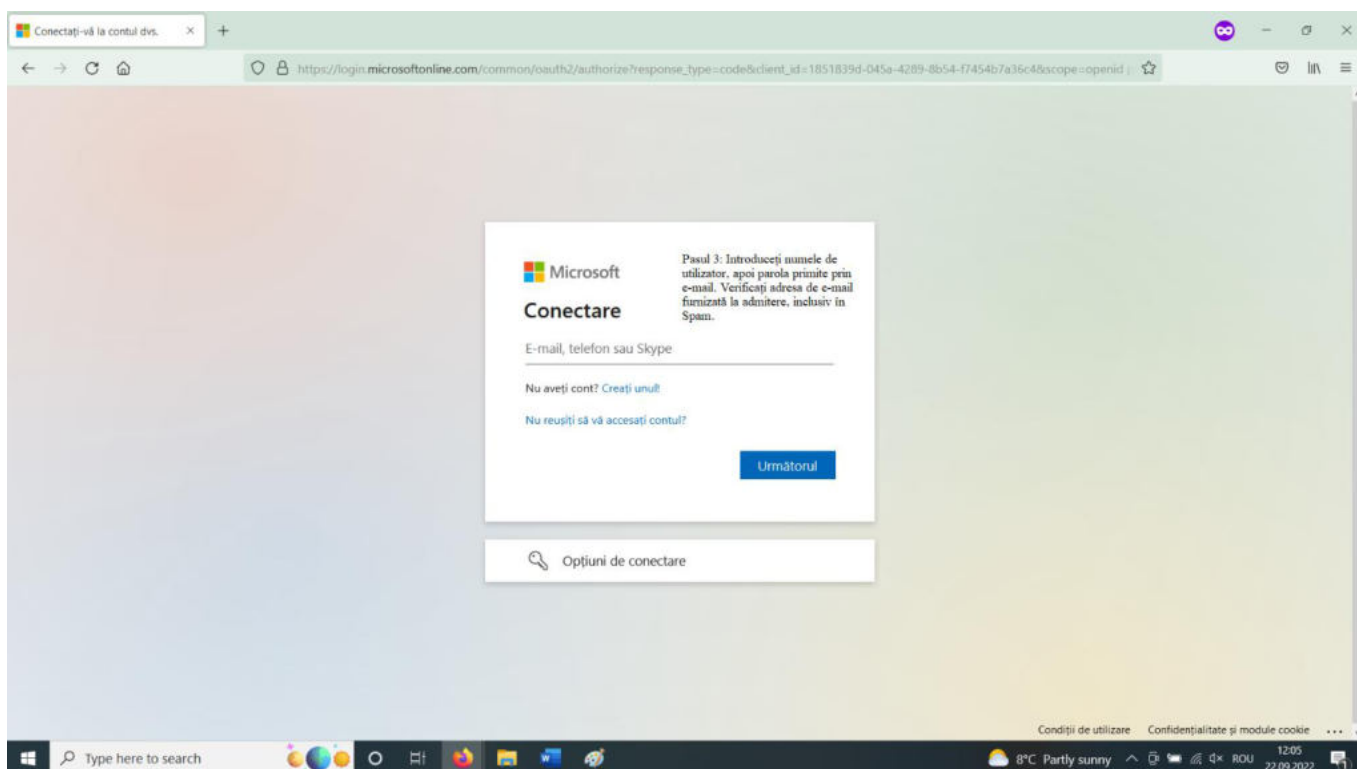 Conectați-vă la contul dvs.
https://login.microsoftonline.com/common/oauth2/authorize?response_type=code&client_id=1851839d-045a-4289-8b54-f7454b7a36c4&scope=openid
Microsoft
Pasul 3: Introduceți numele de
utilizator, apoi parola primite prin
e-mail. Verificați adresa de e-mail
furnizată la admitere, inclusiv în
Spam.
Conectare
E-mail, telefon sau Skype
Nu aveți cont? Creați unul!
Nu reușiți să vă accesați contul?
Următorul
Opțiuni de conectare
Condiții de utilizare Confidențialitate și module cookie ...
Type here to search
8°C Partly sunny
ROU
12:05
22.09.2022